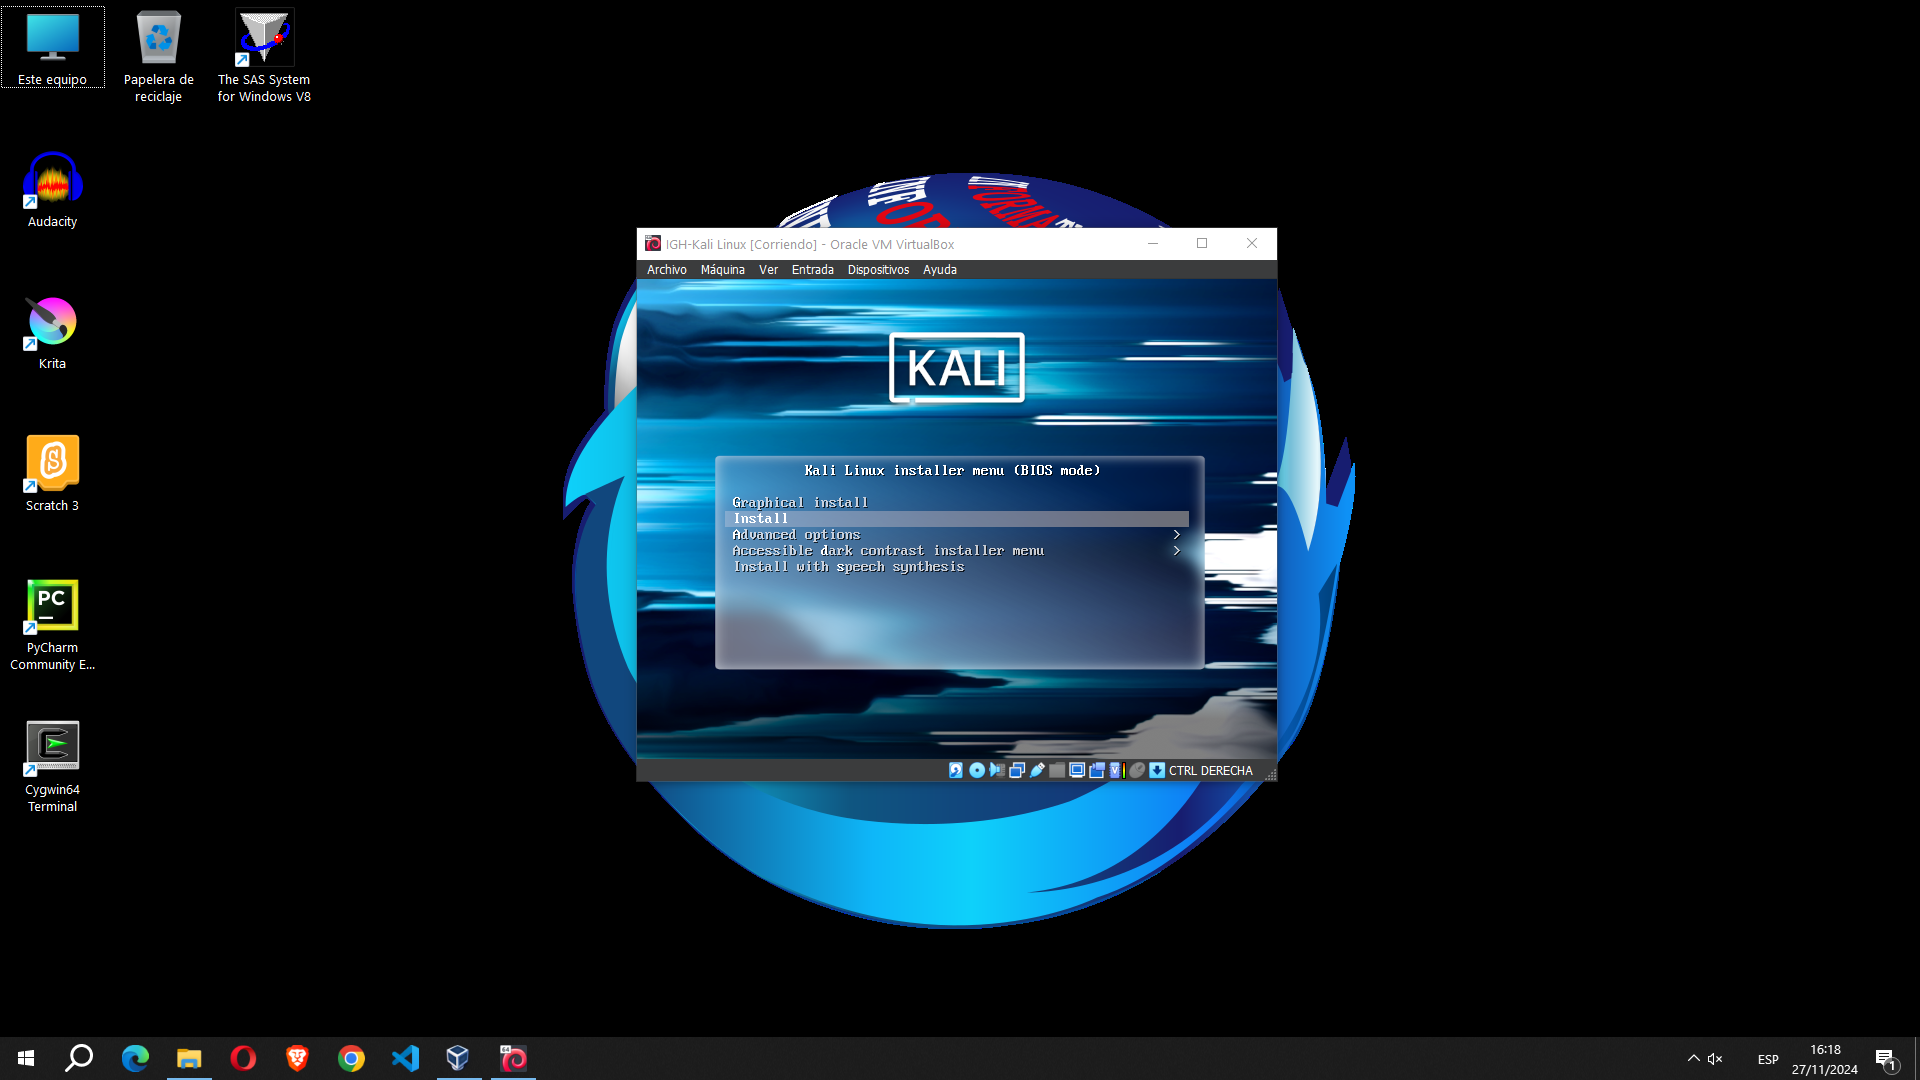 Este equipo
Papelera de
reciclaje
The SAS System
for Windows V8
Audacity
Krita
Scratch 3
PC
PyCharm
Community E...
Cygwin64
Terminal
IGH-Kali Linux [Corriendo] - Oracle VM VirtualBox
Archivo Máquina Ver Entrada Dispositivos Ayuda
KALI
Kali Linux installer menu (BIOS mode)
Graphical install
Install
Advanced options >
Accessible dark contrast installer menu >
Install with speech synthesis
CTRL DERECHA
64
ESP
16:18
27/11/2024
1